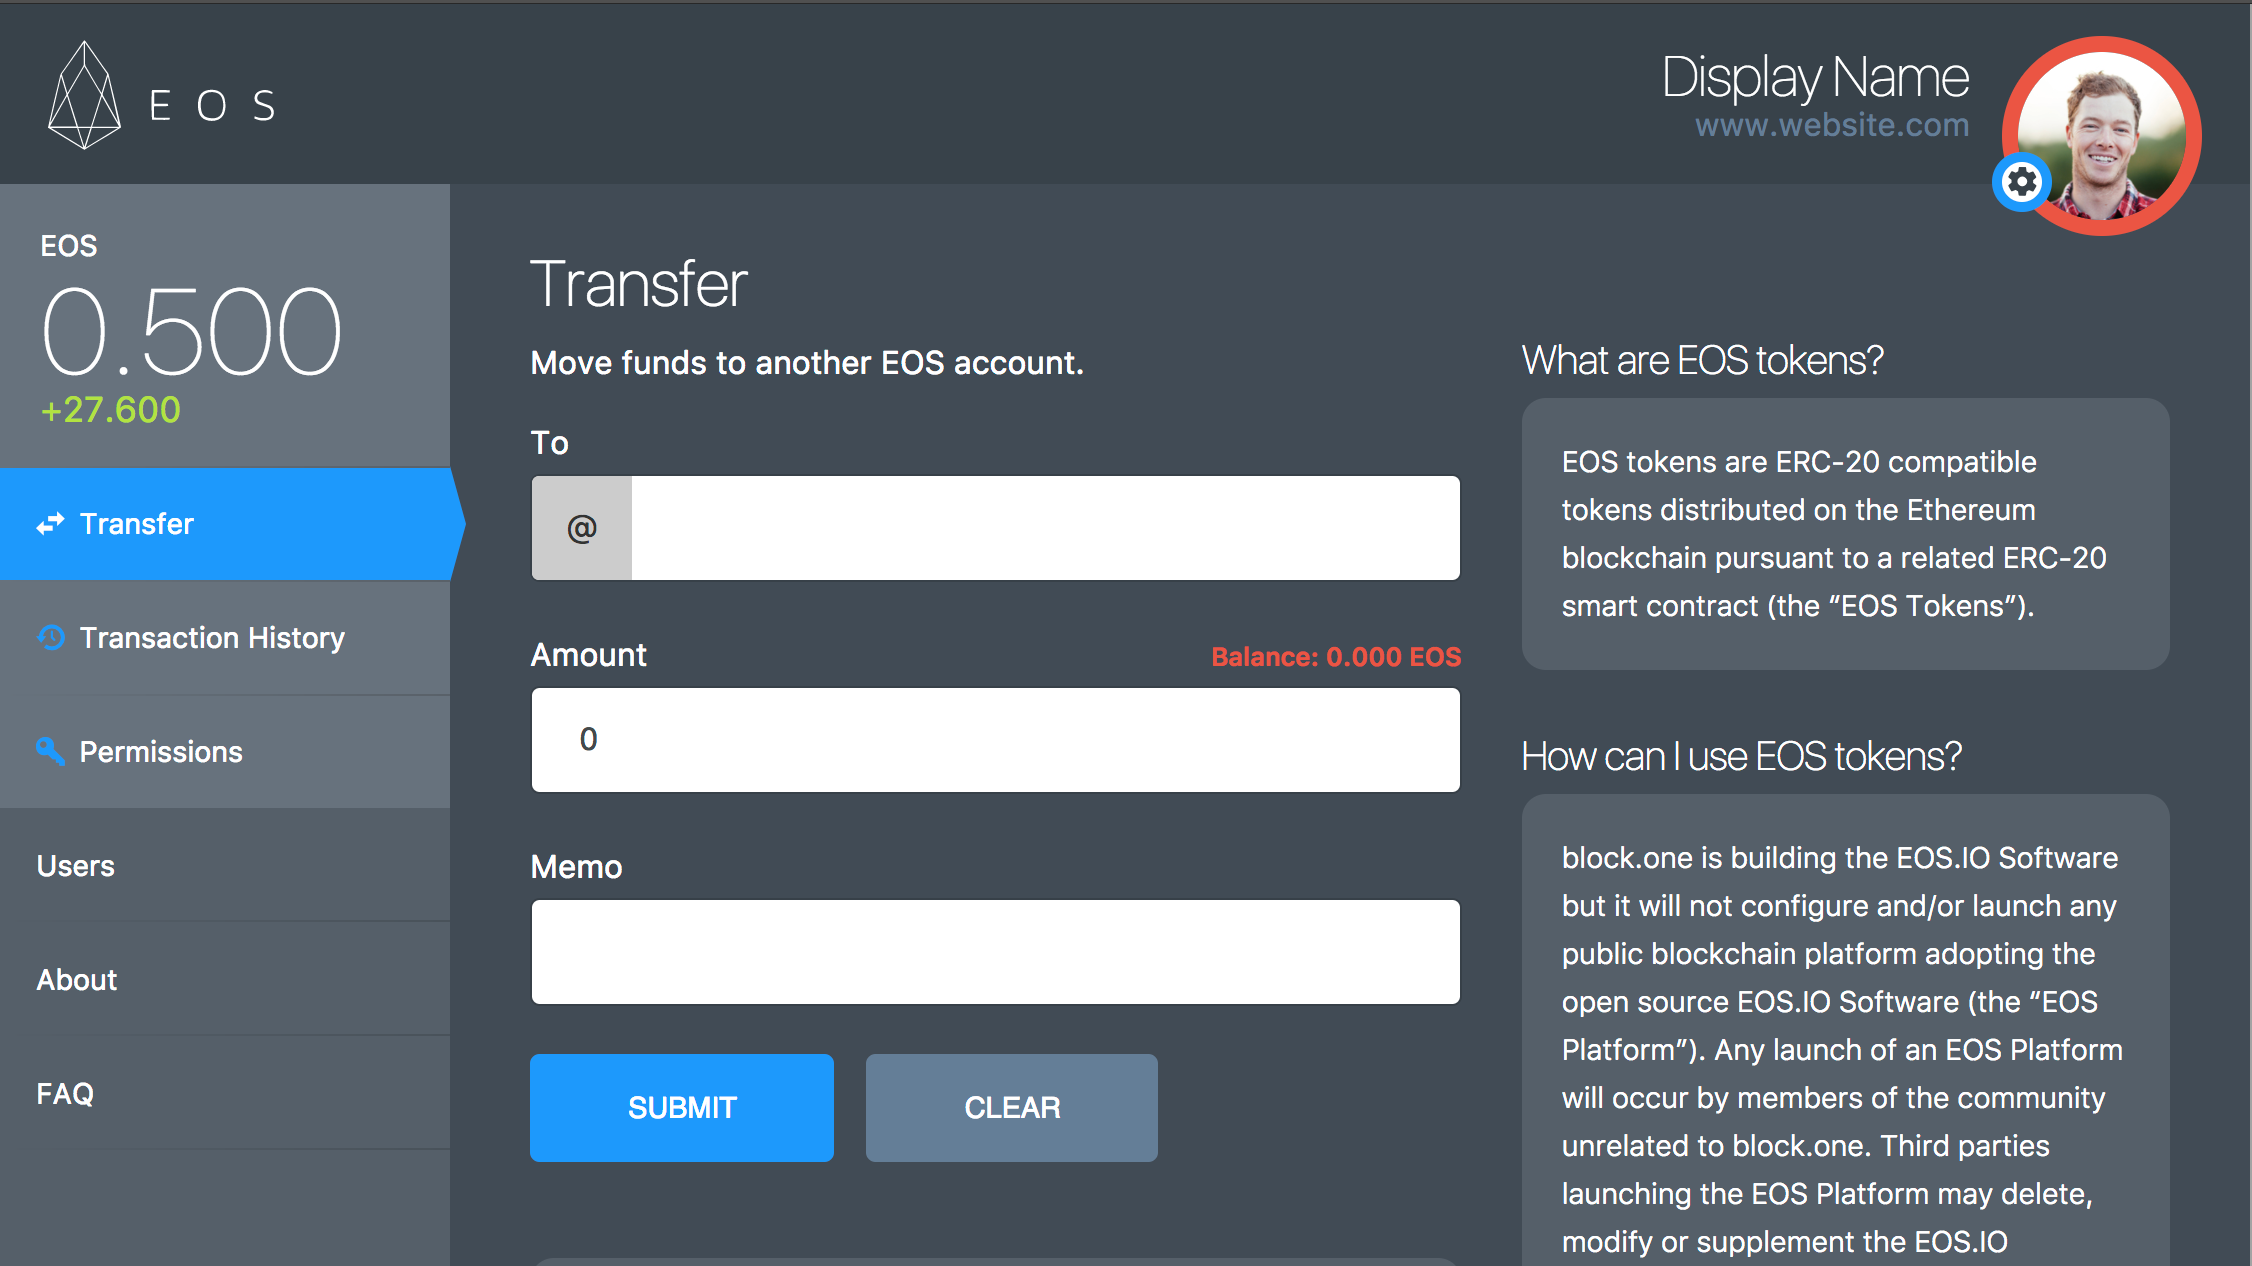 EOS
Display Name
www.website.com
EOS
0.500
+27.600
Transfer
Transaction History
Permissions
Users
About
FAQ
Transfer
Move funds to another EOS account.
To
@
Amount
Balance: 0.000 EOS
0
Memo
SUBMIT
CLEAR
What are EOS tokens?
EOS tokens are ERC-20 compatible
tokens distributed on the Ethereum
blockchain pursuant to a related ERC-20
smart contract (the “EOS Tokens”).
How can I use EOS tokens?
block.one is building the EOS.IO Software
but it will not configure and/or launch any
public blockchain platform adopting the
open source EOS.IO Software (the “EOS
Platform”). Any launch of an EOS Platform
will occur by members of the community
unrelated to block.one. Third parties
launching the EOS Platform may delete,
modify or supplement the EOS.IO